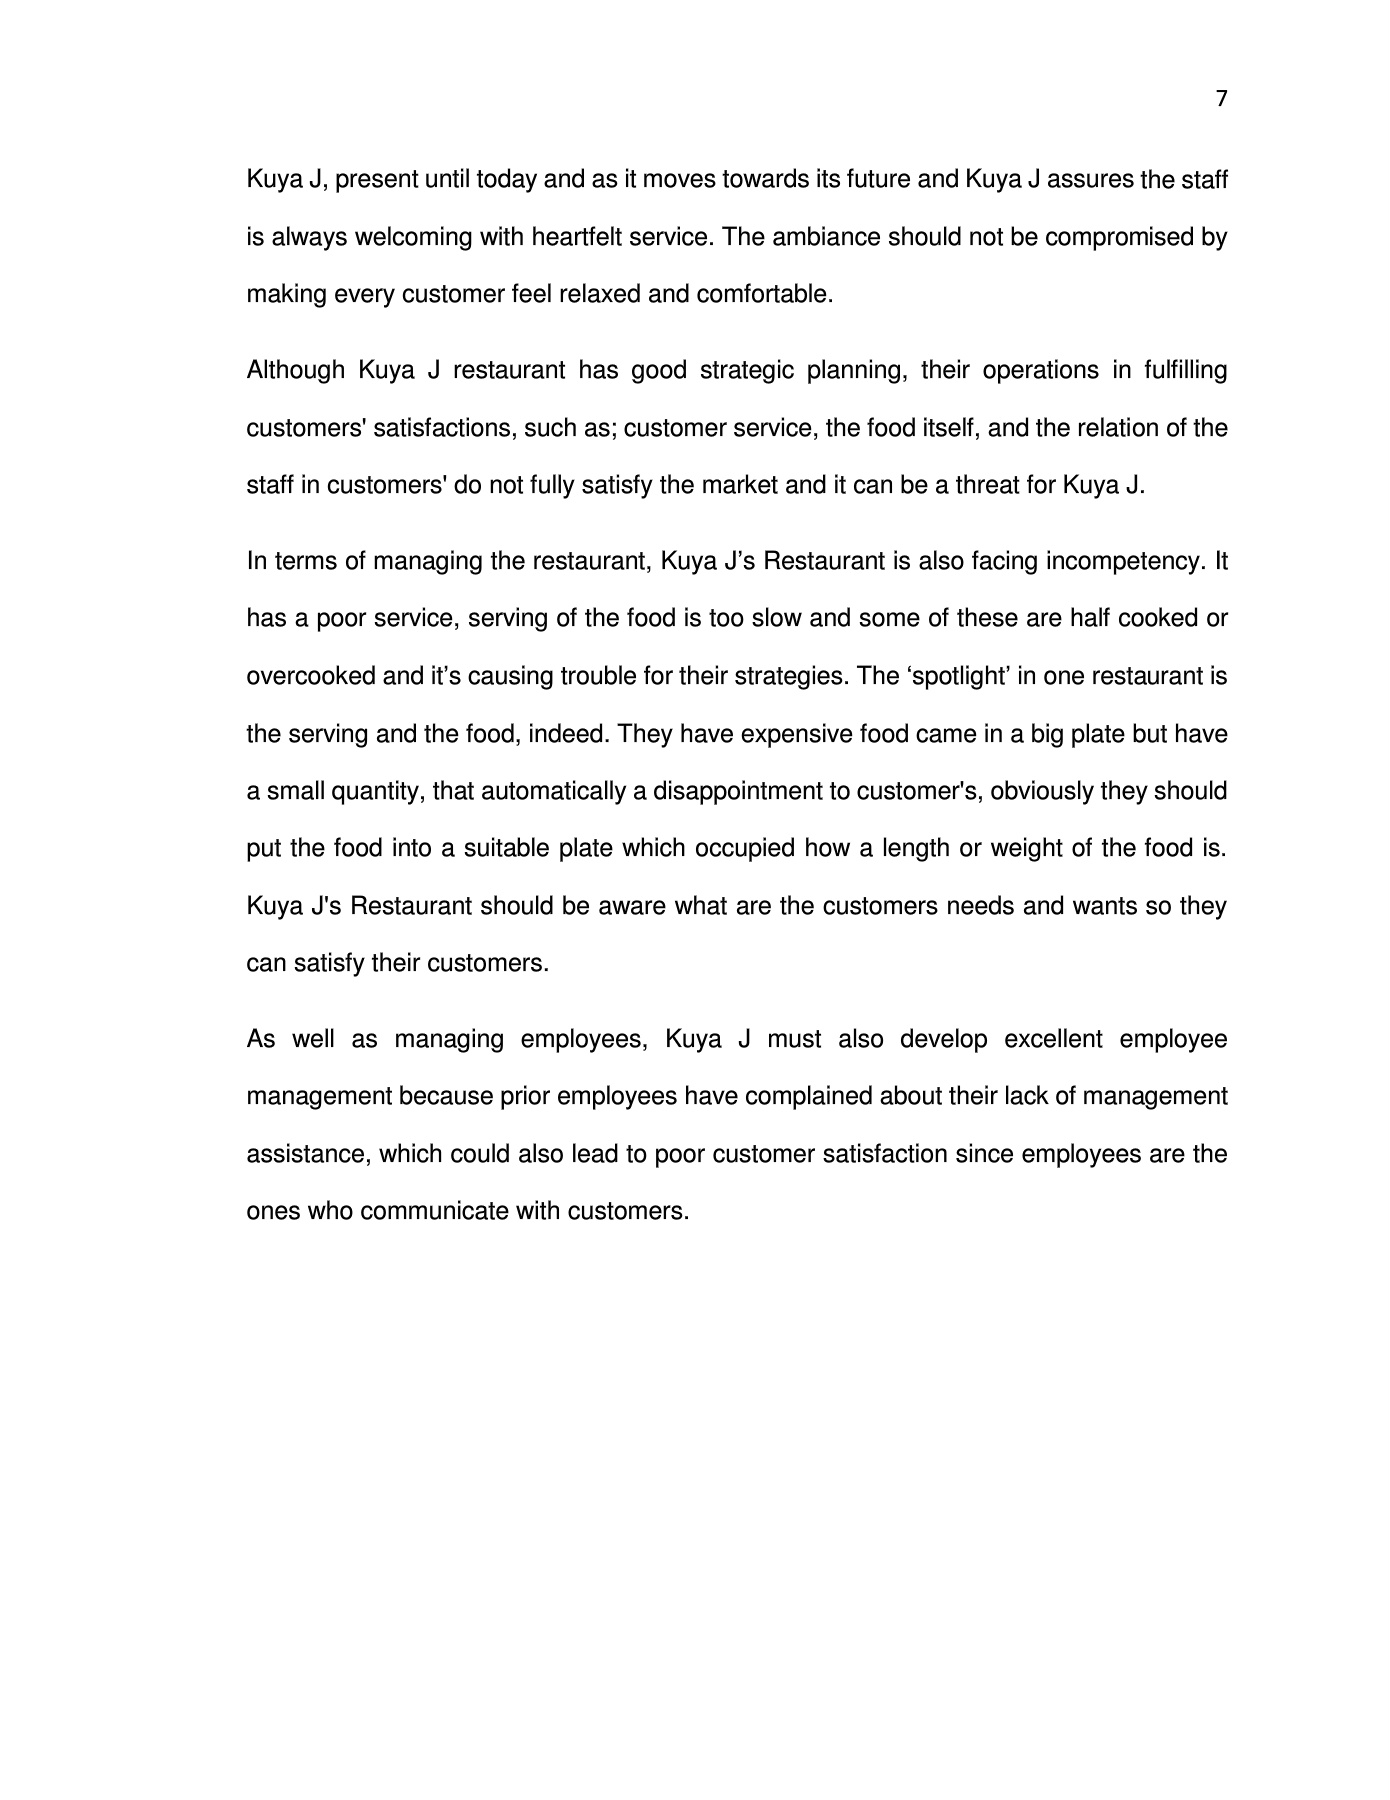 7
Kuya J, present until today and as it moves towards its future and Kuya J assures the staff
is always welcoming with heartfelt service. The ambiance should not be compromised by
making every customer feel relaxed and comfortable.
Although Kuya J restaurant has good strategic planning, their operations in fulfilling
customers' satisfactions, such as; customer service, the food itself, and the relation of the
staff in customers' do not fully satisfy the market and it can be a threat for Kuya J.
In terms of managing the restaurant, Kuya J’s Restaurant is also facing incompetency. It
has a poor service, serving of the food is too slow and some of these are half cooked or
overcooked and it’s causing trouble for their strategies. The ‘spotlight’ in one restaurant is
the serving and the food, indeed. They have expensive food came in a big plate but have
a small quantity, that automatically a disappointment to customer's, obviously they should
put the food into a suitable plate which occupied how a length or weight of the food is.
Kuya J's Restaurant should be aware what are the customers needs and wants so they
can satisfy their customers.
As well as managing employees, Kuya J must also develop excellent employee
management because prior employees have complained about their lack of management
assistance, which could also lead to poor customer satisfaction since employees are the
ones who communicate with customers.